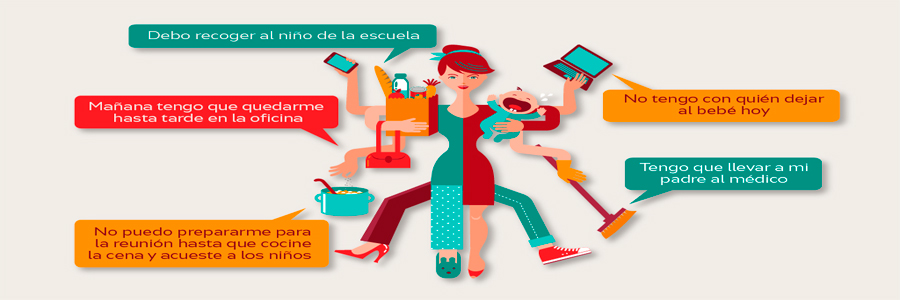 Debo recoger al niño de la escuela
Mañana tengo que quedarme
hasta tarde en la oficina
No puedo prepararme para
la reunión hasta que cocine
la cena y acueste a los niños
No tengo con quién dejar
al bebé hoy
Tengo que llevar a mi
padre al médico